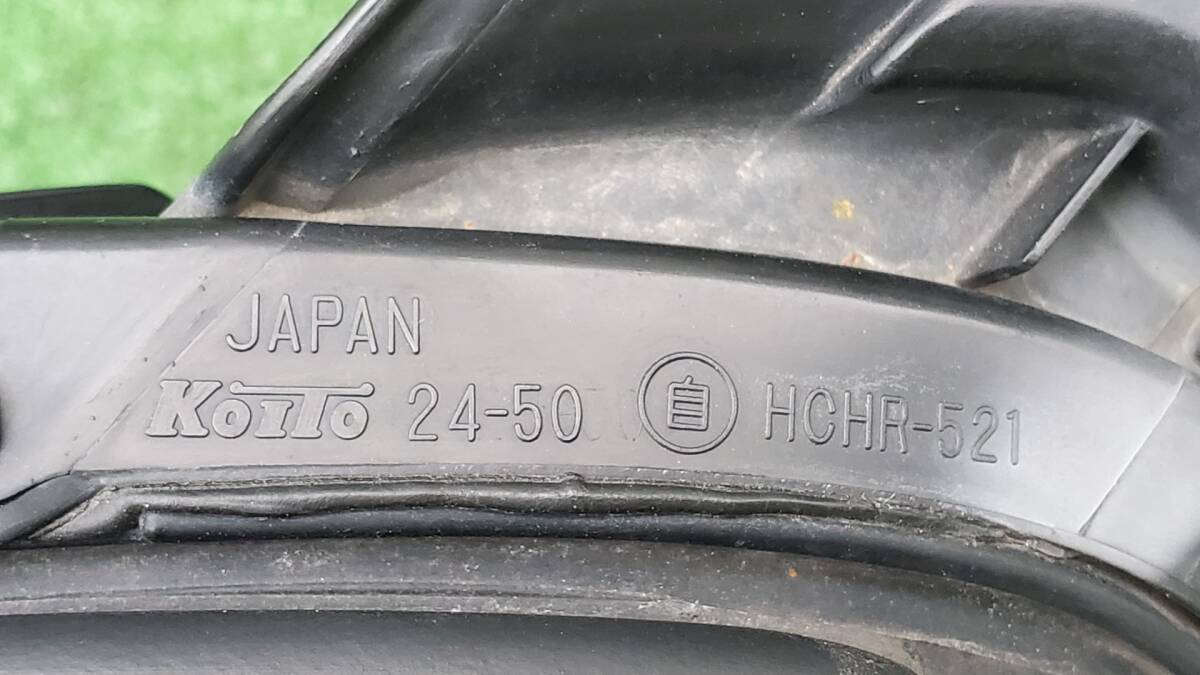 JAPAN
KOITO 24-50 自 HCHR-521